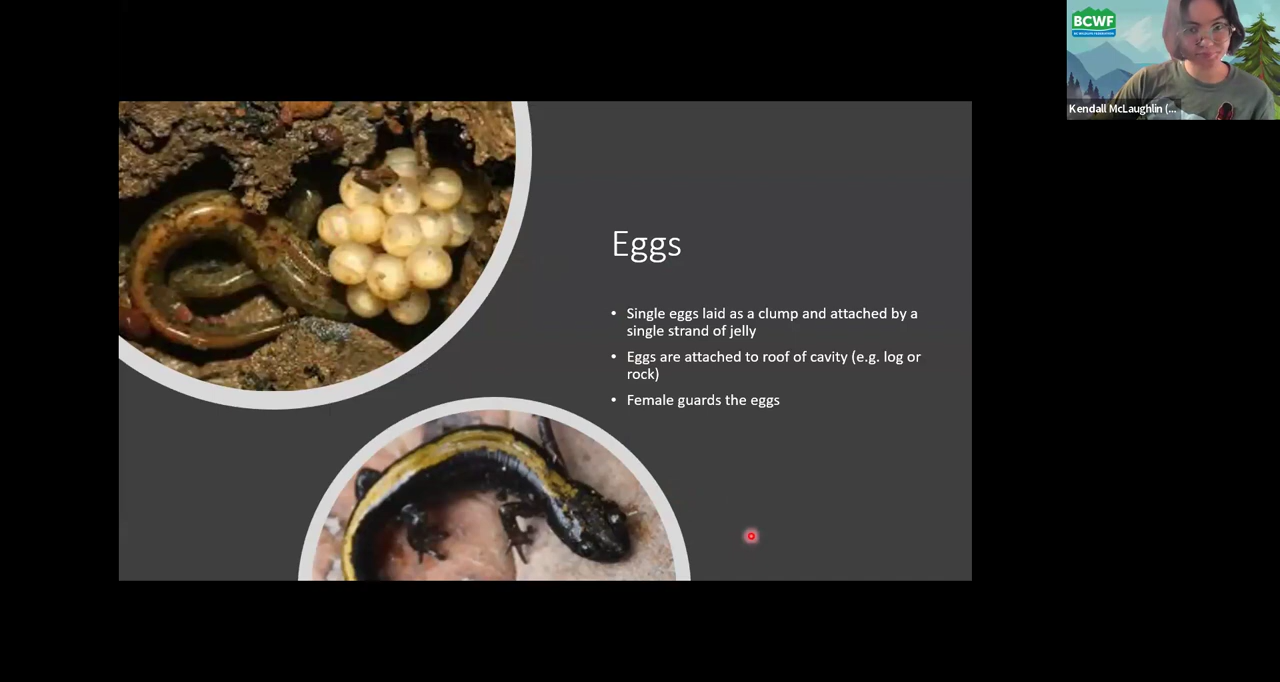 BCWF
Kendall McLaughlin (...
Eggs
• Single eggs laid as a clump and attached by a
single strand of jelly
• Eggs are attached to roof of cavity (e.g. log or
rock)
• Female guards the eggs